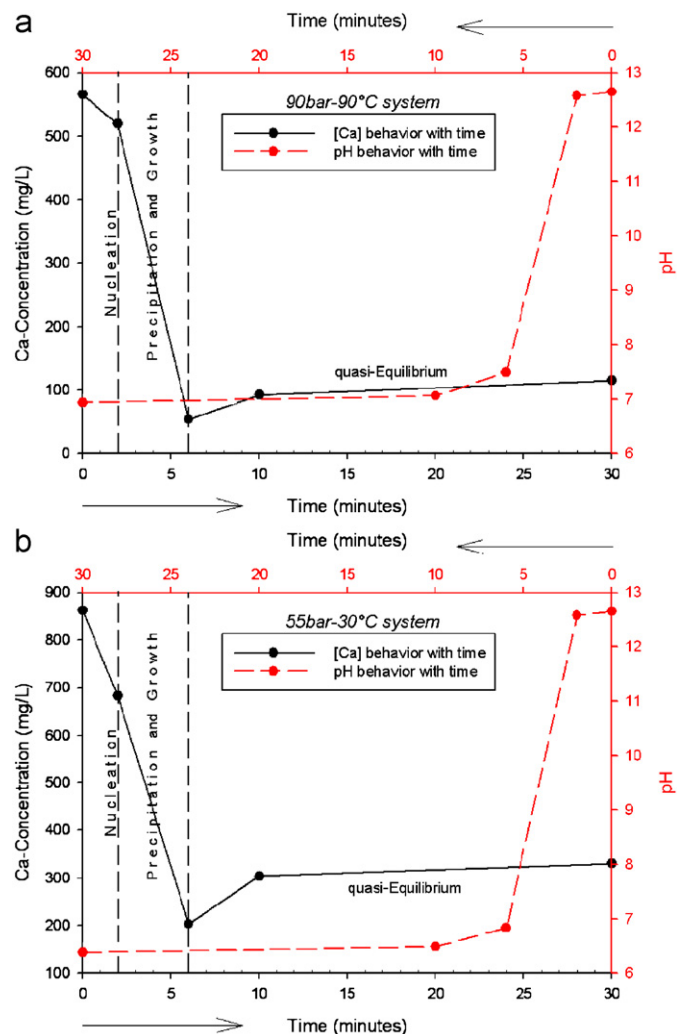 a
Time (minutes)
30 25 20 15 10 5 0
90bar-90°C system
[Ca] behavior with time
pH behavior with time
600
500
400
300
200
100
0
Ca-Concentration (mg/L)
Nucleation
Precipitation and Growth
quasi-Equilibrium
13
12
11
10
9
8
7
6
pH
0 5 10 15 20 25 30
Time (minutes)
b
Time (minutes)
30 25 20 15 10 5 0
55bar-30°C system
[Ca] behavior with time
pH behavior with time
900
800
700
600
500
400
300
200
100
Ca-Concentration (mg/L)
Nucleation
Precipitation and Growth
quasi-Equilibrium
13
12
11
10
9
8
7
6
pH
0 5 10 15 20 25 30
Time (minutes)